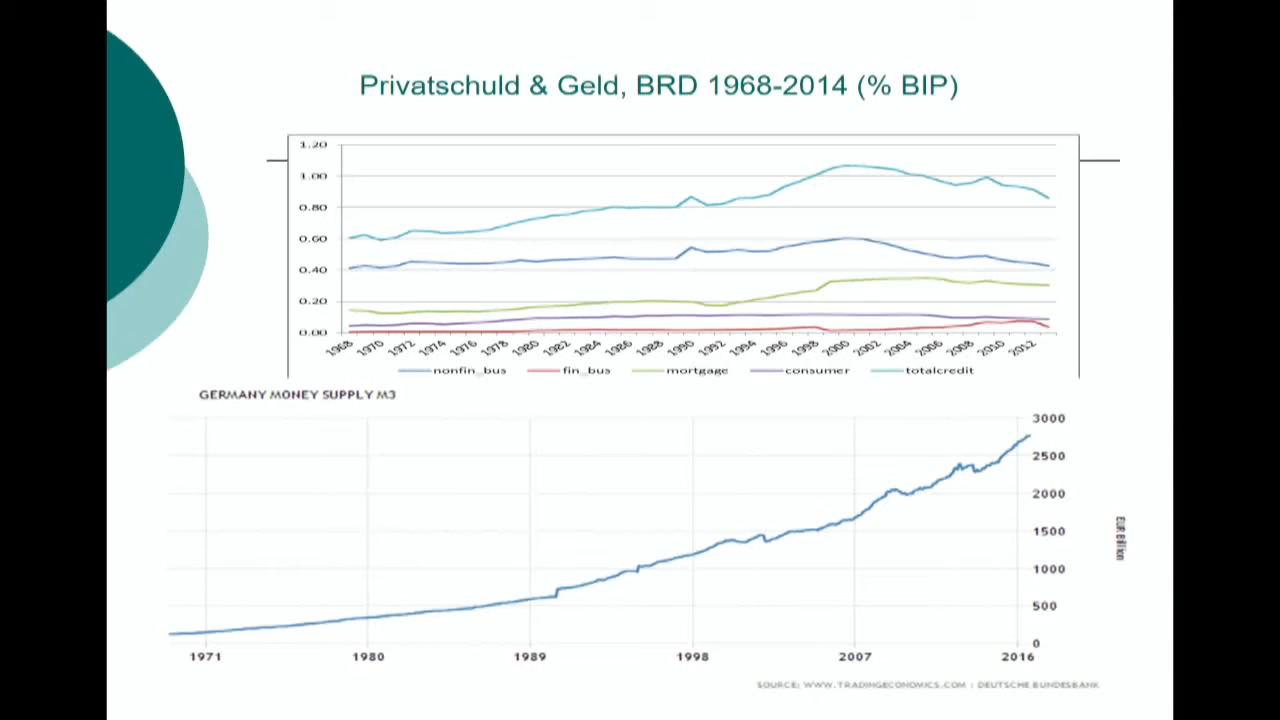 Privatschuld & Geld, BRD 1968-2014 (% BIP)
1.20
1.00
0.80
0.60
0.40
0.20
0.00
1968 1970 1972 1974 1976 1978 1980 1982 1984 1986 1988 1990 1992 1994 1996 1998 2000 2002 2004 2006 2008 2010 2012
nonfin_bus fin_bus mortgage consumer totalcredit
GERMANY MONEY SUPPLY M3
3000
2500
2000
1500
1000
500
0
EUR Billion
1971 1980 1989 1998 2007 2016
SOURCE: WWW.TRADINGECONOMICS.COM | DEUTSCHE BUNDESBANK